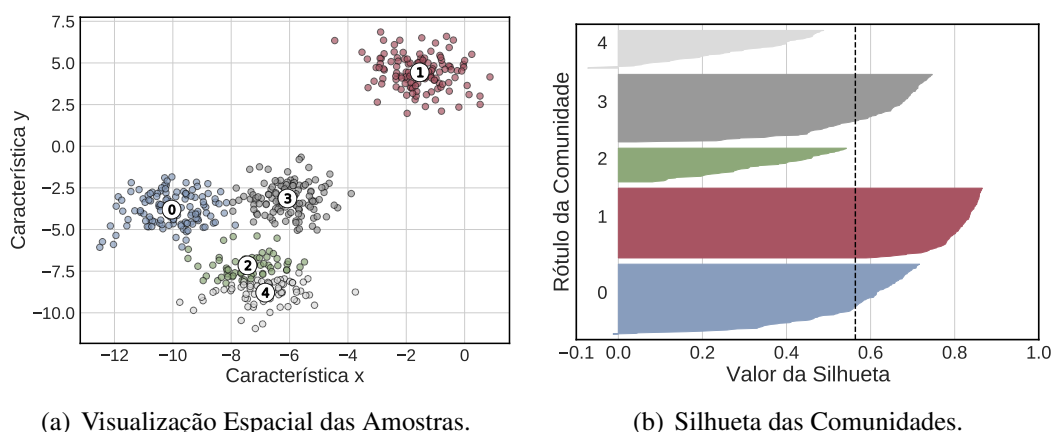 7.5
5.0
2.5
0.0
−2.5
−5.0
−7.5
−10.0
Característica y
1
0
3
2
4
−12 −10 −8 −6 −4 −2 0
Característica x
(a) Visualização Espacial das Amostras.
Rótulo da Comunidade
4
3
2
1
0
−0.1 0.0 0.2 0.4 0.6 0.8 1.0
Valor da Silhueta
(b) Silhueta das Comunidades.